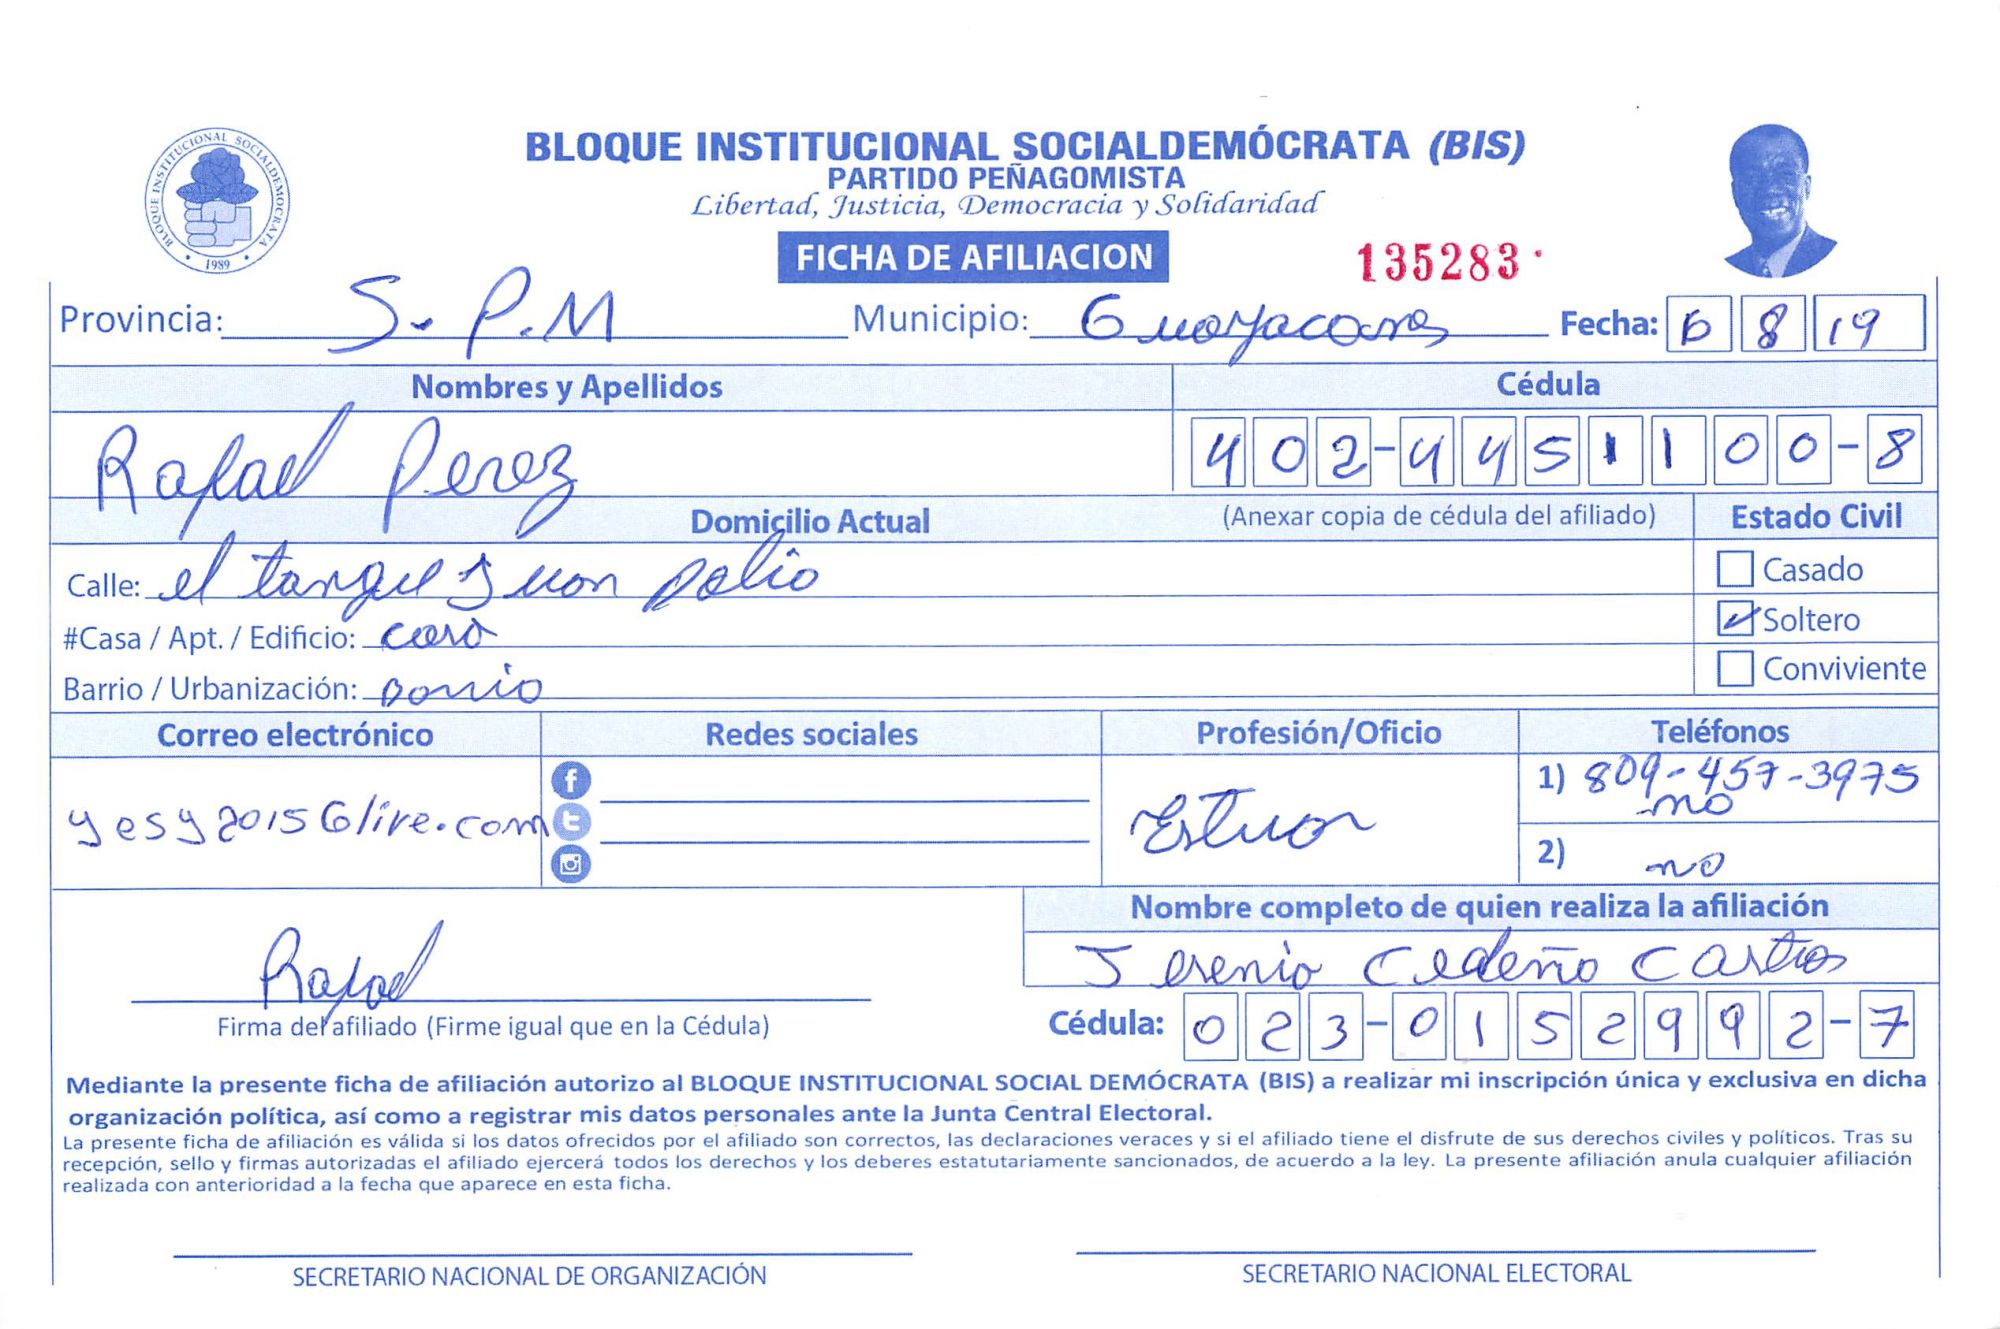 BLOQUE INSTITUCIONAL SOCIALDEMÓCRATA (BIS)
PARTIDO PEÑAGOMISTA
Libertad, Justicia, Democracia y Solidaridad
BLOQUE INSTITUCIONAL SOCIALDEMOCRATA
1989
FICHA DE AFILIACION
135283
Provincia: S. P. M Municipio: Guayacanes Fecha: 6 8 19
Nombres y Apellidos Cédula
Rafael Perez 402-4451100-8
Domicilio Actual (Anexar copia de cédula del afiliado) Estado Civil
Calle: el tanque Juan dolio Casado
#Casa / Apt. / Edificio: casa Soltero
Barrio / Urbanización: Barrio Conviviente
Correo electrónico Redes sociales Profesión/Oficio Teléfonos
yesy2015G/ive.com 1) 809-457-3975
no
2) no
Nombre completo de quien realiza la afiliación
Rafael Cedeño Castro
Firma del afiliado (Firme igual que en la Cédula) Cédula: 023-0152992-7
Mediante la presente ficha de afiliación autorizo al BLOQUE INSTITUCIONAL SOCIAL DEMÓCRATA (BIS) a realizar mi inscripción única y exclusiva en dicha
organización política, así como a registrar mis datos personales ante la Junta Central Electoral.
La presente ficha de afiliación es válida si los datos ofrecidos por el afiliado son correctos, las declaraciones veraces y si el afiliado tiene el disfrute de sus derechos civiles y políticos. Tras su
recepción, sello y firmas autorizadas el afiliado ejercerá todos los derechos y los deberes estatutariamente sancionados, de acuerdo a la ley. La presente afiliación anula cualquier afiliación
realizada con anterioridad a la fecha que aparece en esta ficha.
SECRETARIO NACIONAL DE ORGANIZACIÓN SECRETARIO NACIONAL ELECTORAL